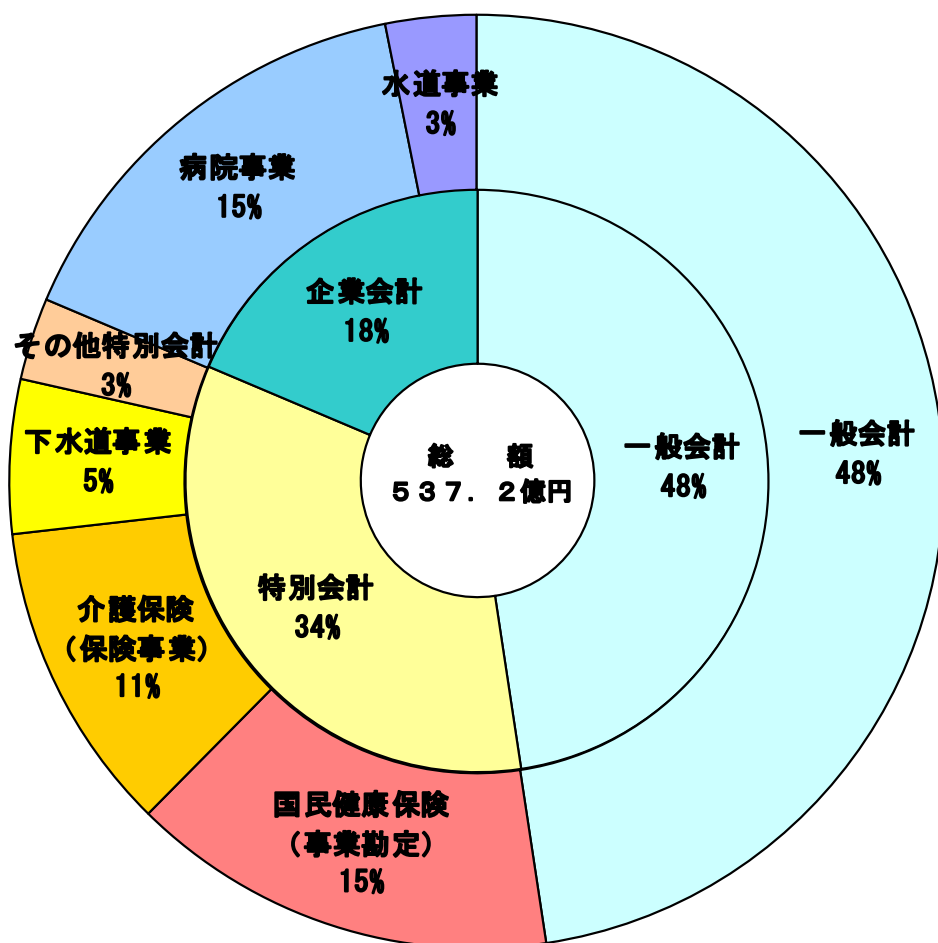 水道事業
3%
病院事業
15%
企業会計
18%
その他特別会計
3%
下水道事業
5%
総　額
５３７．２億円
一般会計
48%
一般会計
48%
特別会計
34%
介護保険
（保険事業）
11%
国民健康保険
（事業勘定）
15%